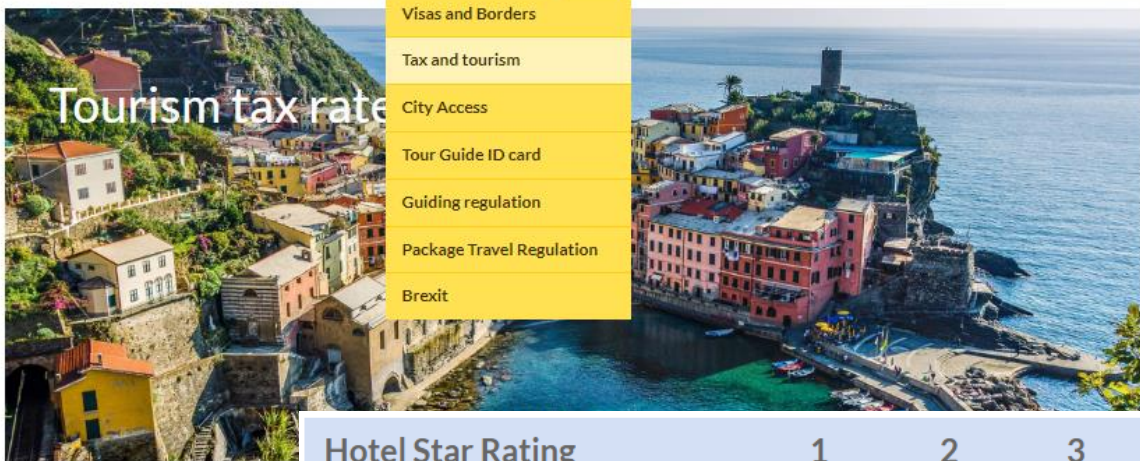 Visas and Borders
Tax and tourism
Tourism tax rate
City Access
Tour Guide ID card
Guiding regulation
Package Travel Regulation
Brexit
Hotel Star Rating 1 2 3